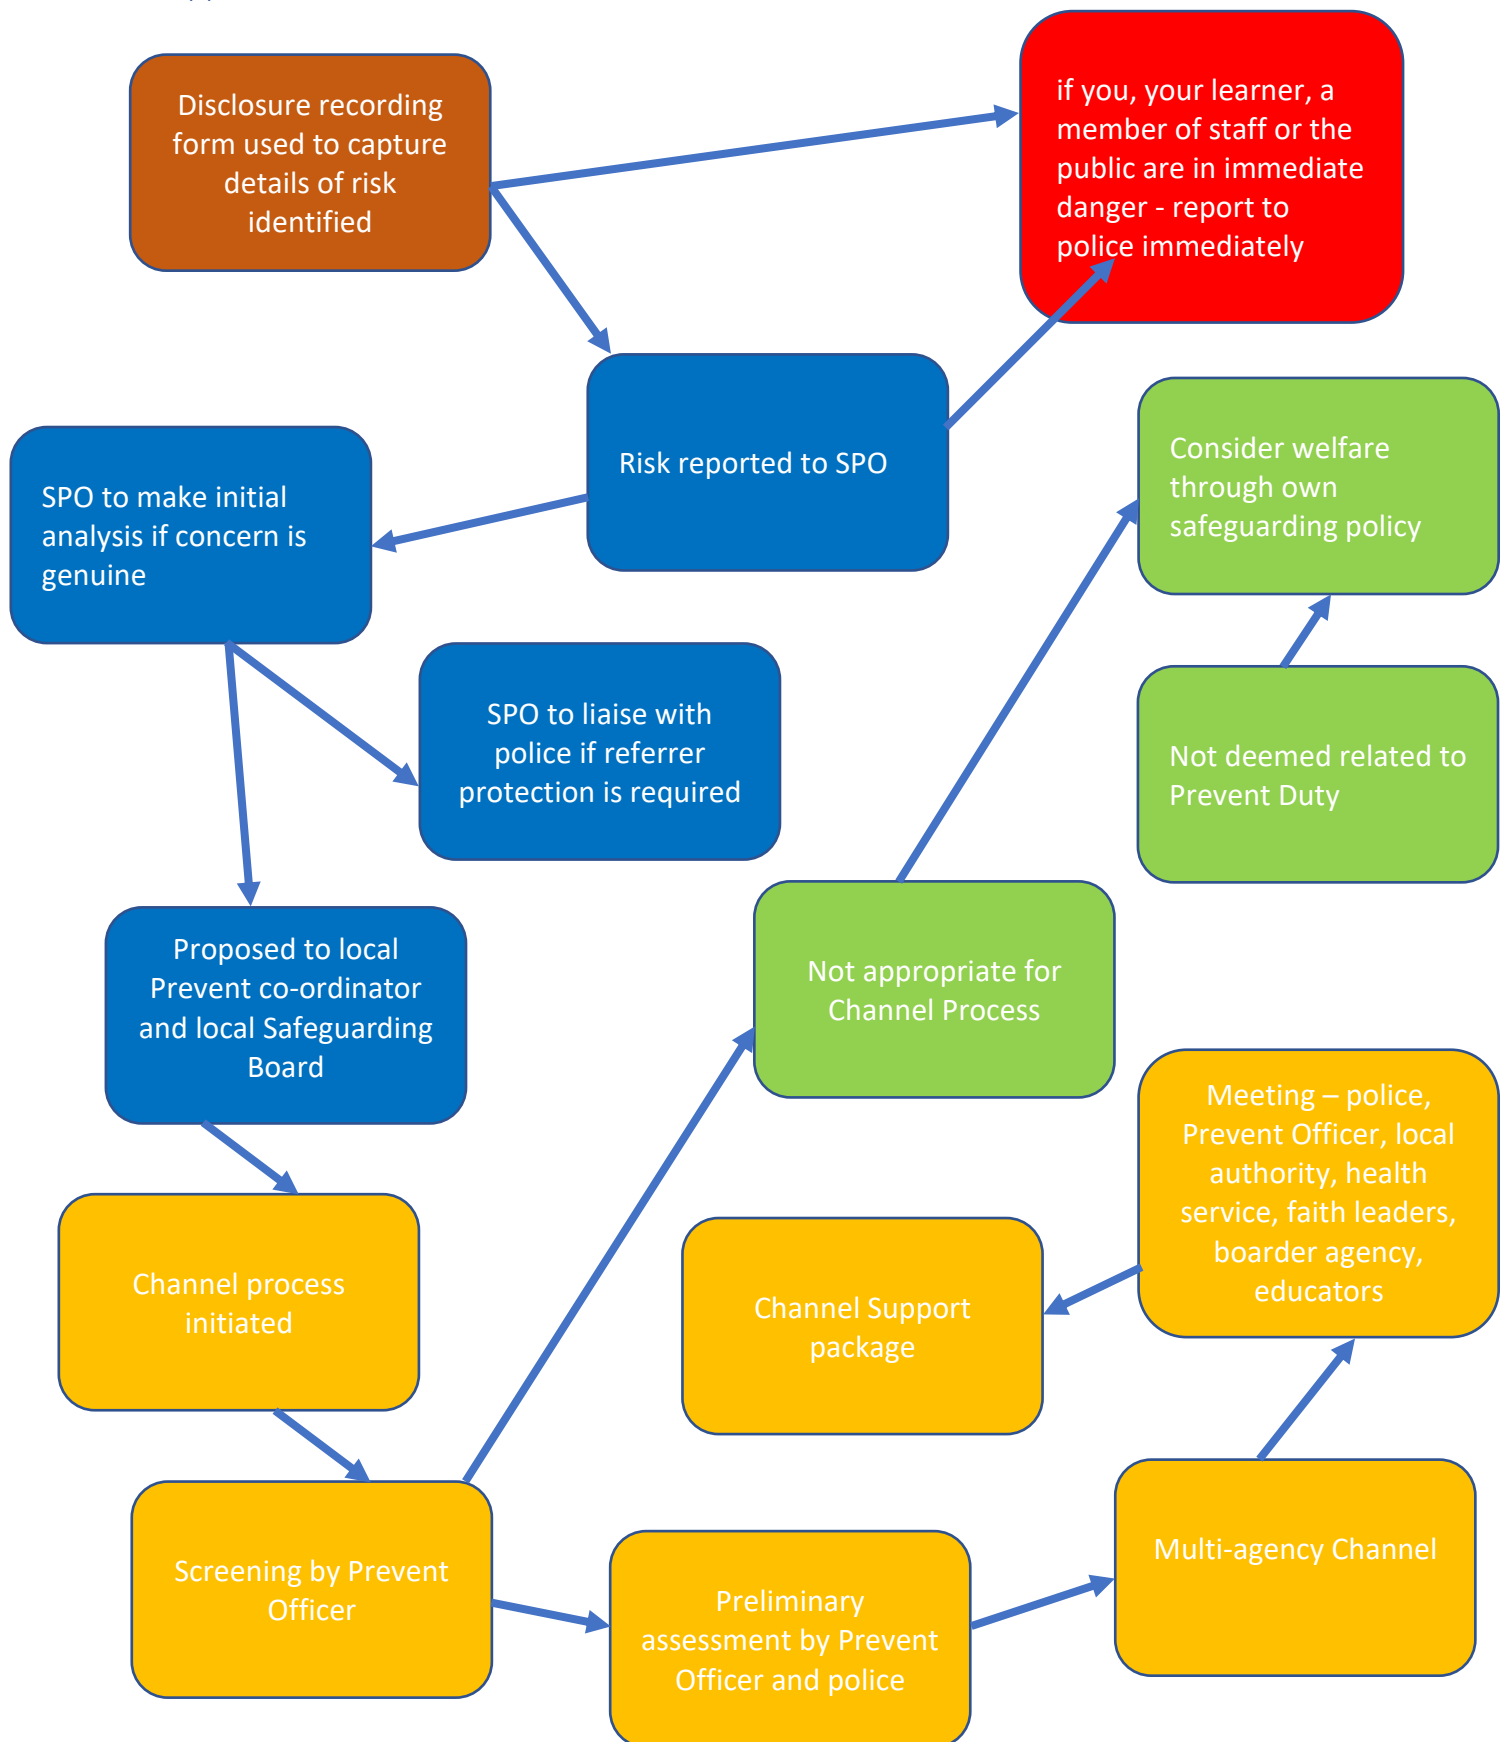 Disclosure recording
form used to capture
details of risk
identified
if you, your learner, a
member of staff or the
public are in immediate
danger - report to
police immediately
Risk reported to SPO
Consider welfare
through own
safeguarding policy
SPO to make initial
analysis if concern is
genuine
SPO to liaise with
police if referrer
protection is required
Not deemed related to
Prevent Duty
Proposed to local
Prevent co-ordinator
and local Safeguarding
Board
Not appropriate for
Channel Process
Meeting – police,
Prevent Officer, local
authority, health
service, faith leaders,
boarder agency,
educators
Channel process
initiated
Channel Support
package
Screening by Prevent
Officer
Preliminary
assessment by Prevent
Officer and police
Multi-agency Channel